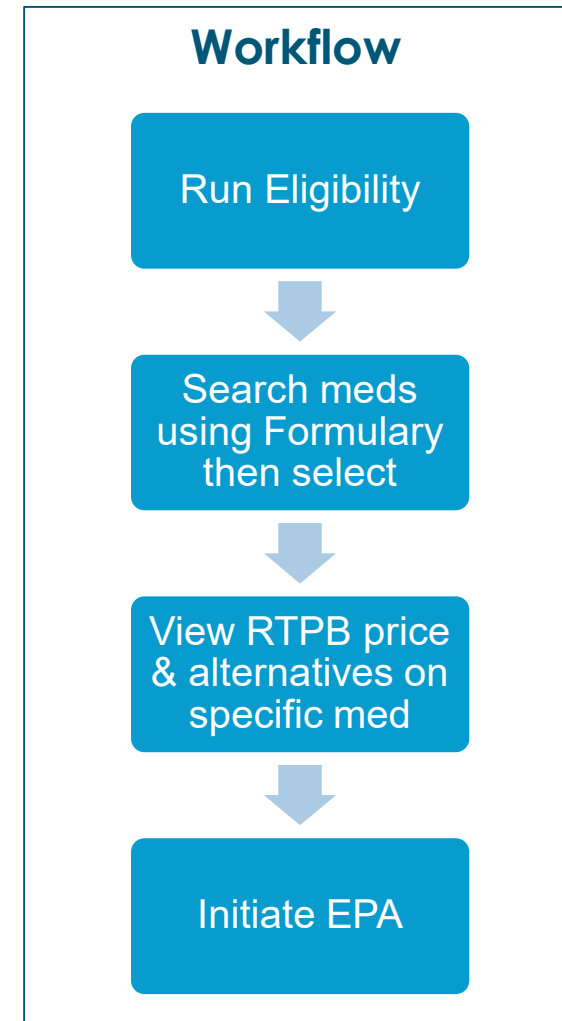 Workflow
Run Eligibility
Search meds
using Formulary
then select
View RTPB price
& alternatives on
specific med
Initiate EPA